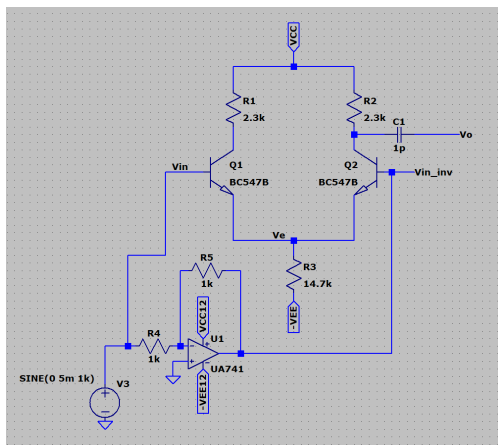 VCC
R1
2.3k
R2
2.3k
C1
1p
Vo
Vin
Q1
BC547B
Q2
BC547B
Vin_inv
Ve
R5
1k
R3
14.7k
-VEE
VCC12
R4
1k
U1
UA741
-VEE12
SINE(0 5m 1k)
V3